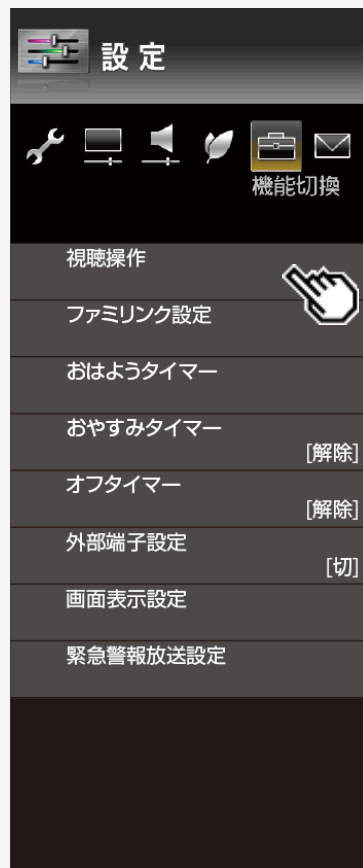 設定
機能切換
視聴操作
ファミリンク設定
おはようタイマー
おやすみタイマー
[解除]
オフタイマー
[解除]
外部端子設定
[切]
画面表示設定
緊急警報放送設定